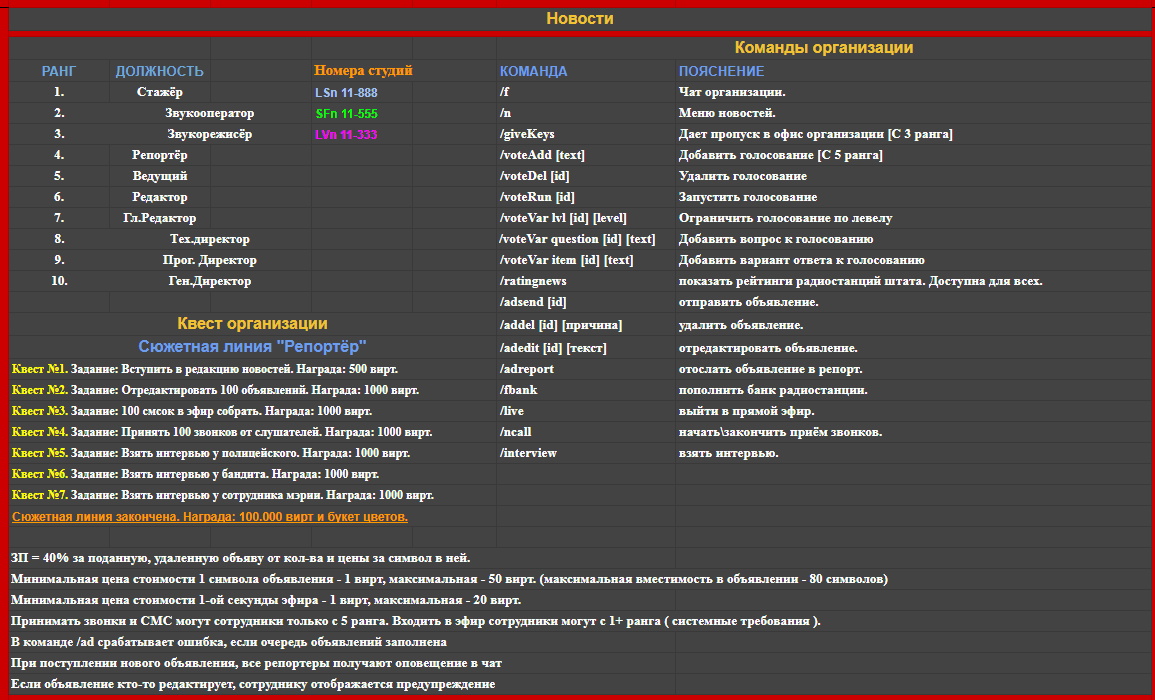 Новости
Команды организации
РАНГ ДОЛЖНОСТЬ Номера студий КОМАНДА ПОЯСНЕНИЕ
1. Стажёр LSn 11-888 /f Чат организации.
2. Звукооператор SFn 11-555 /n Меню новостей.
3. Звукорежисёр LVn 11-333 /giveKeys Дает пропуск в офис организации [С 3 ранга]
4. Репортёр /voteAdd [text] Добавить голосование [С 5 ранга]
5. Ведущий /voteDel [id] Удалить голосование
6. Редактор /voteRun [id] Запустить голосование
7. Гл.Редактор /voteVar lvl [id] [level] Ограничить голосование по левелу
8. Тех.директор /voteVar question [id] [text] Добавить вопрос к голосованию
9. Прог. Директор /voteVar item [id] [text] Добавить вариант ответа к голосованию
10. Ген.Директор /ratingnews показать рейтинги радиостанций штата. Доступна для всех.
/adsend [id] отправить объявление.
Квест организации /addel [id] [причина] удалить объявление.
Сюжетная линия "Репортёр" /adedit [id] [текст] отредактировать объявление.
Квест №1. Задание: Вступить в редакцию новостей. Награда: 500 вирт. /adreport отослать объявление в репорт.
Квест №2. Задание: Отредактировать 100 объявлений. Награда: 1000 вирт. /fbank пополнить банк радиостанции.
Квест №3. Задание: 100 смсок в эфир собрать. Награда: 1000 вирт. /live выйти в прямой эфир.
Квест №4. Задание: Принять 100 звонков от слушателей. Награда: 1000 вирт. /ncall начать\закончить приём звонков.
Квест №5. Задание: Взять интервью у полицейского. Награда: 1000 вирт. /interview взять интервью.
Квест №6. Задание: Взять интервью у бандита. Награда: 1000 вирт.
Квест №7. Задание: Взять интервью у сотрудника мэрии. Награда: 1000 вирт.
Сюжетная линия закончена. Награда: 100.000 вирт и букет цветов.
ЗП = 40% за поданную, удаленную объяву от кол-ва и цены за символ в ней.
Минимальная цена стоимости 1 символа объявления - 1 вирт, максимальная - 50 вирт. (максимальная вместимость в объявлении - 80 символов)
Минимальная цена стоимости 1-ой секунды эфира - 1 вирт, максимальная - 20 вирт.
Принимать звонки и СМС могут сотрудники только с 5 ранга. Входить в эфир сотрудники могут с 1+ ранга ( системные требования ).
В команде /ad срабатывает ошибка, если очередь объявлений заполнена
При поступлении нового объявления, все репортеры получают оповещение в чат
Если объявление кто-то редактирует, сотруднику отображается предупреждение